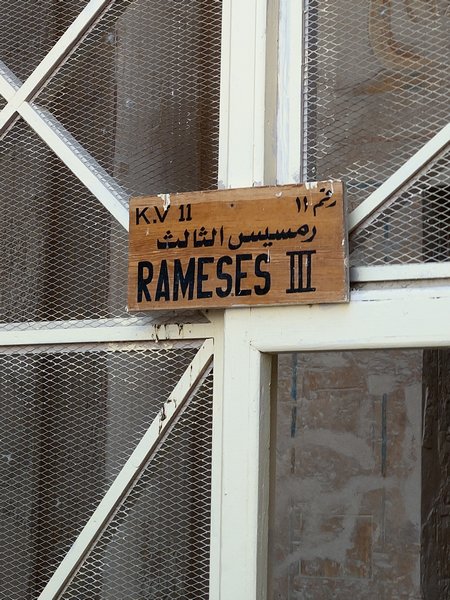 K.V 11 رقم ١١
رمسيس الثالث
RAMESES III